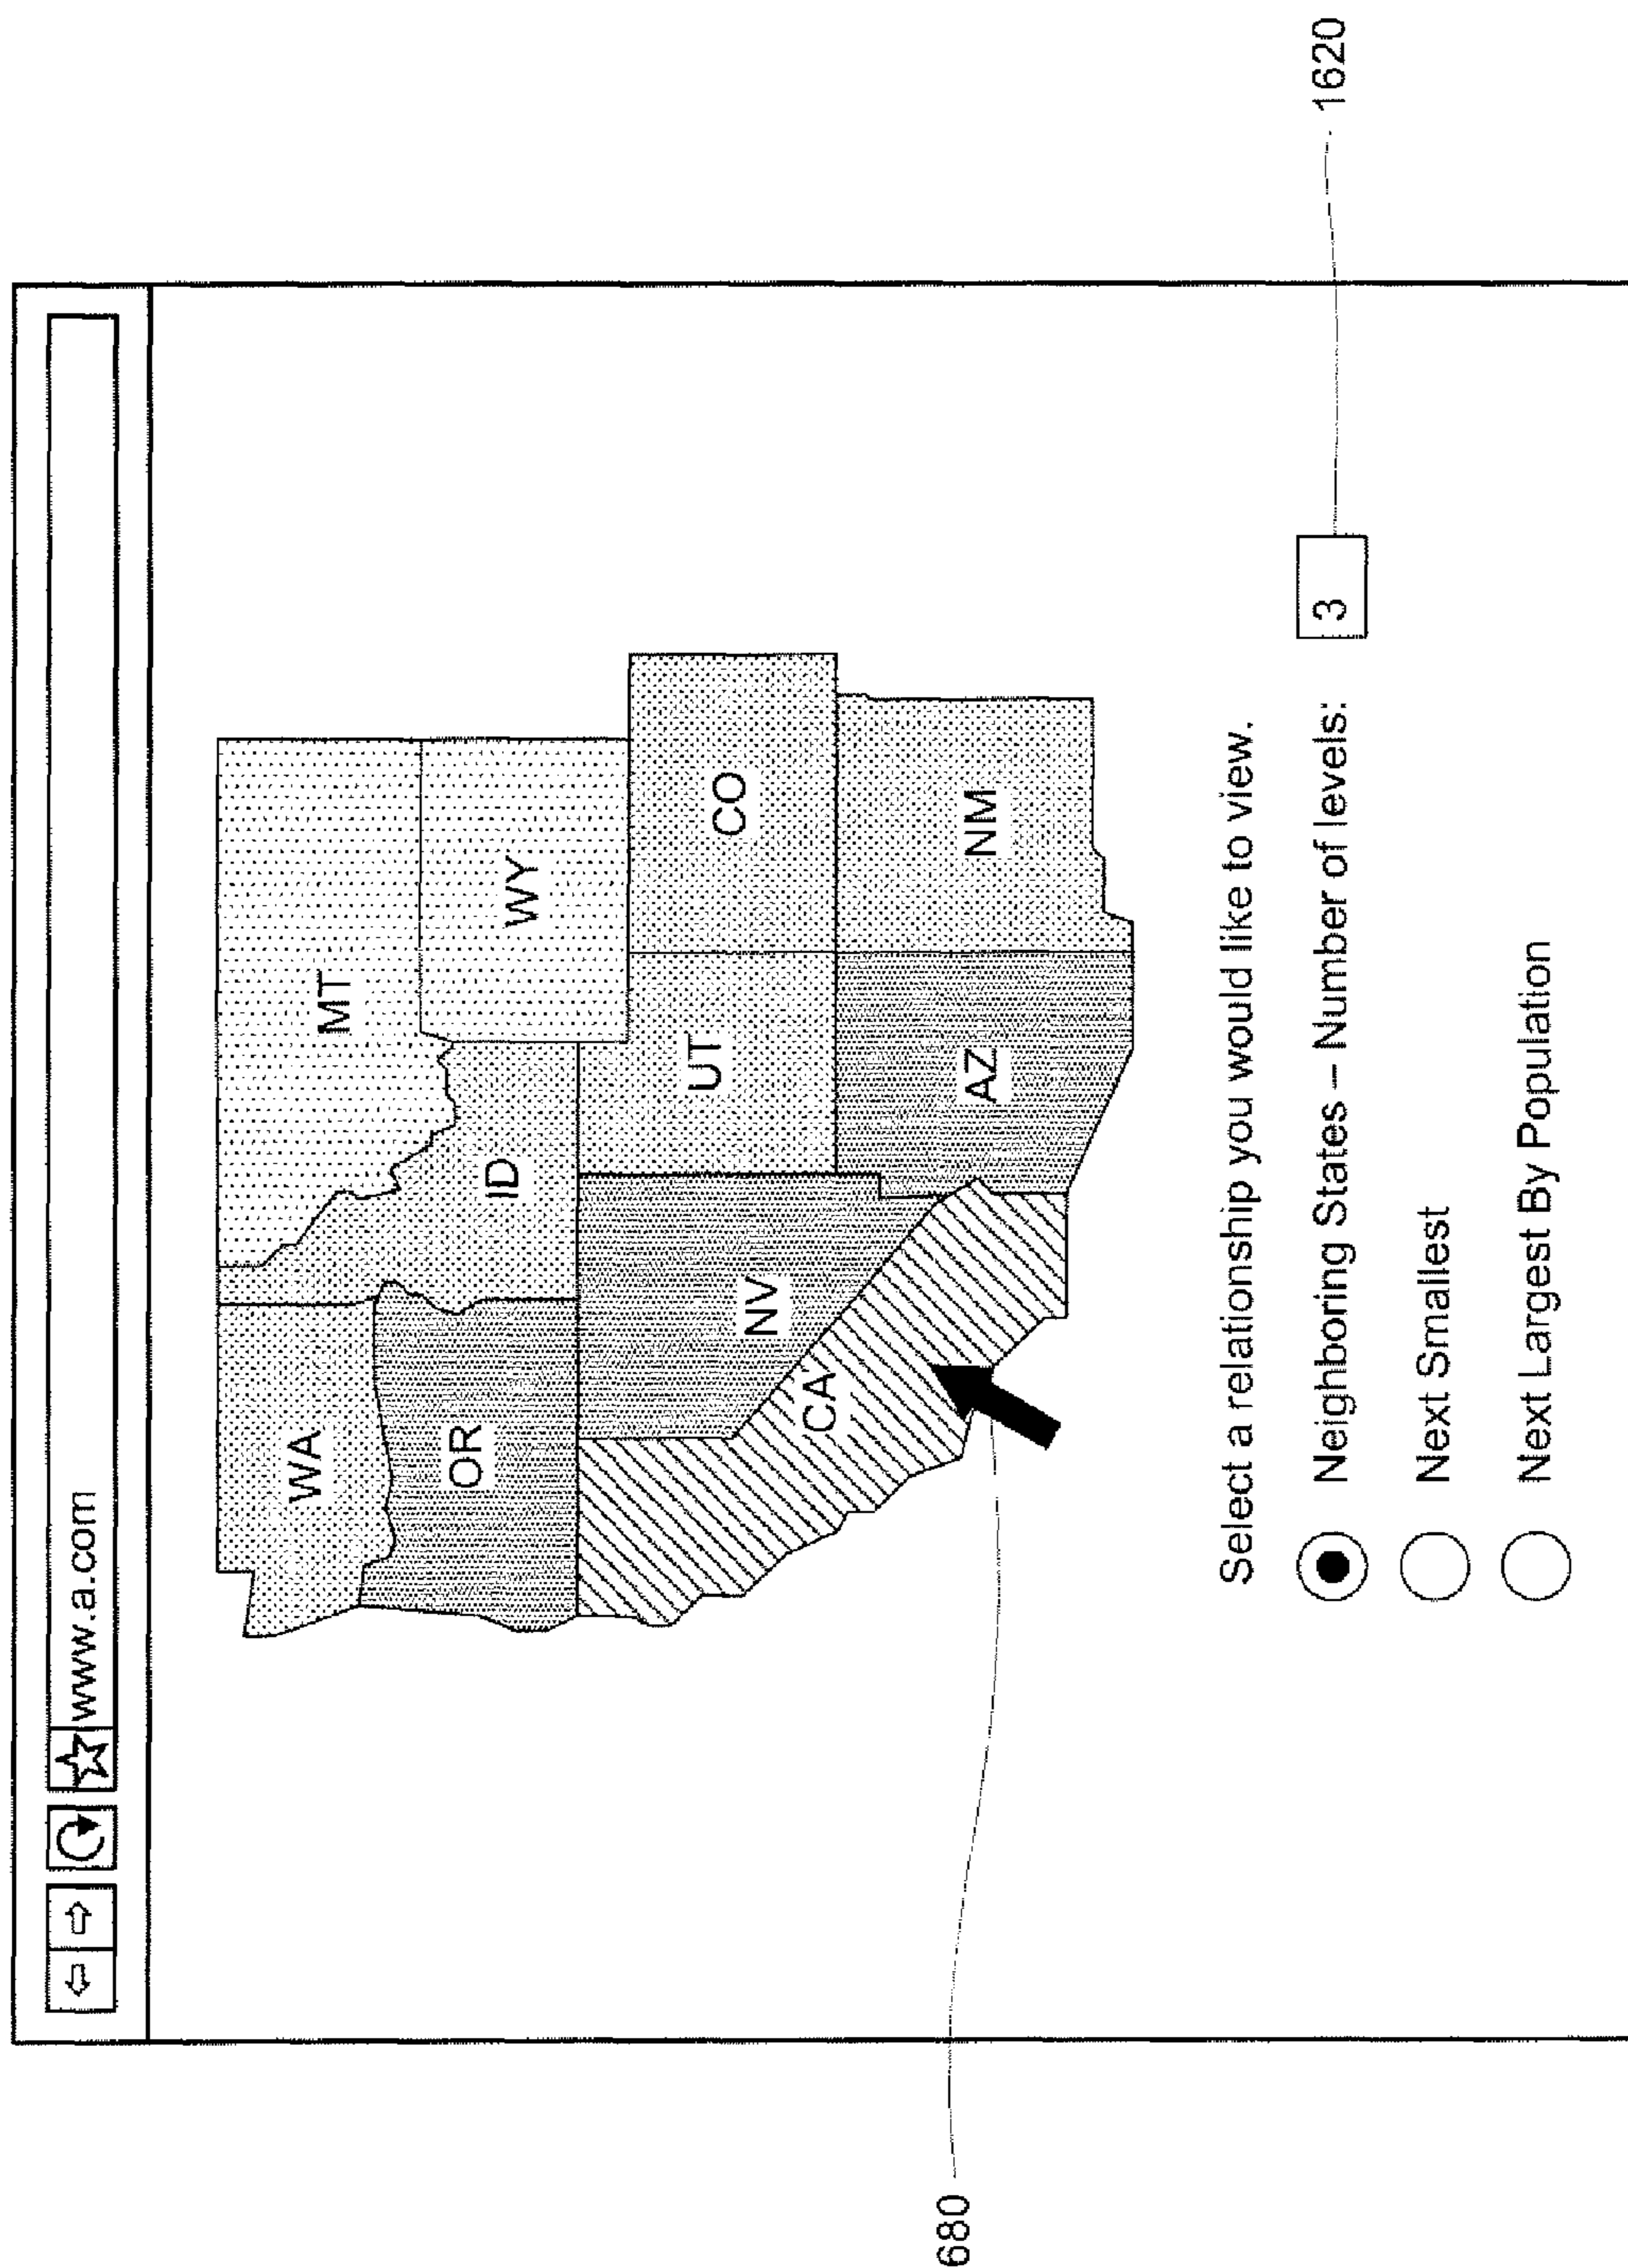 www.a.com
MT
WA
WY
OR
ID
UT
CO
NV
CA
AZ
NM
680
Select a relationship you would like to view.
Neighboring States – Number of levels: 3
1620
Next Smallest
Next Largest By Population